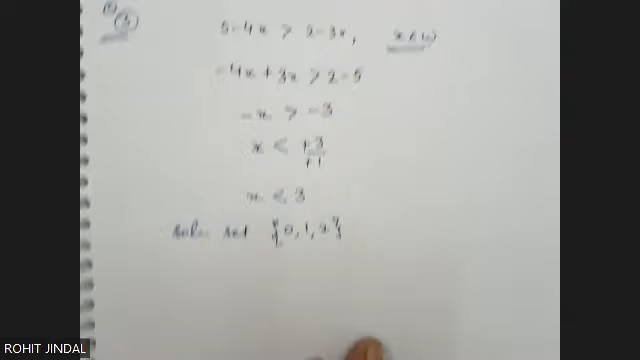 (3)
5-4x > 2-3x, x ∈ W
-4x + 3x > 2-5
-x > -3
x < +3/+1
x < 3
soln. set {0, 1, 2}
ROHIT JINDAL